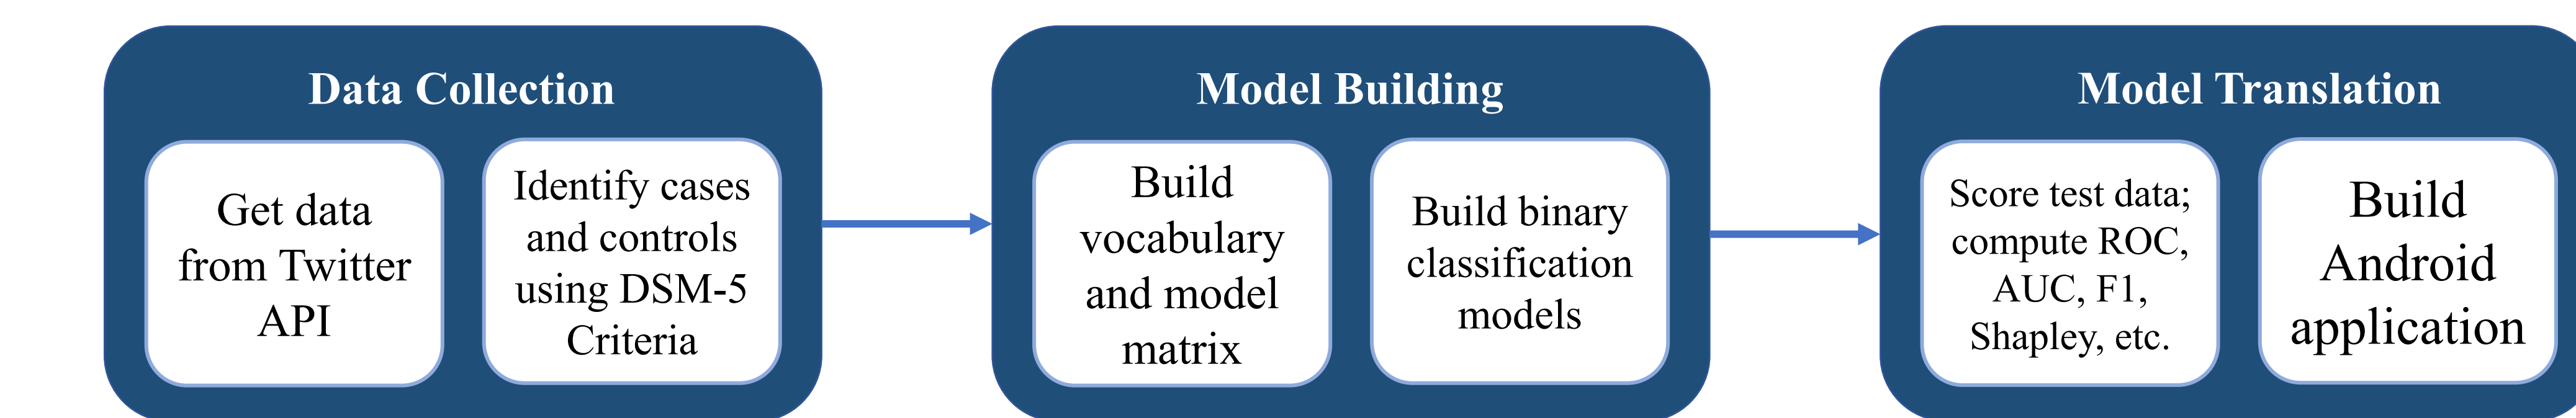 Data Collection
Get data
from Twitter
API
Identify cases
and controls
using DSM-5
Criteria
Model Building
Build
vocabulary
and model
matrix
Build binary
classification
models
Model Translation
Score test data;
compute ROC,
AUC, F1,
Shapley, etc.
Build
Android
application